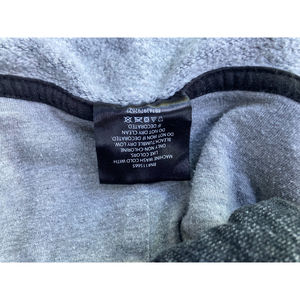 RN#115665
MACHINE WASH COLD WITH
LIKE COLORS
ONLY NON CHLORINE
BLEACH TUMBLE DRY LOW
DO NOT IRON IF DECORATED
DO NOT DRY CLEAN
IF DECORATED